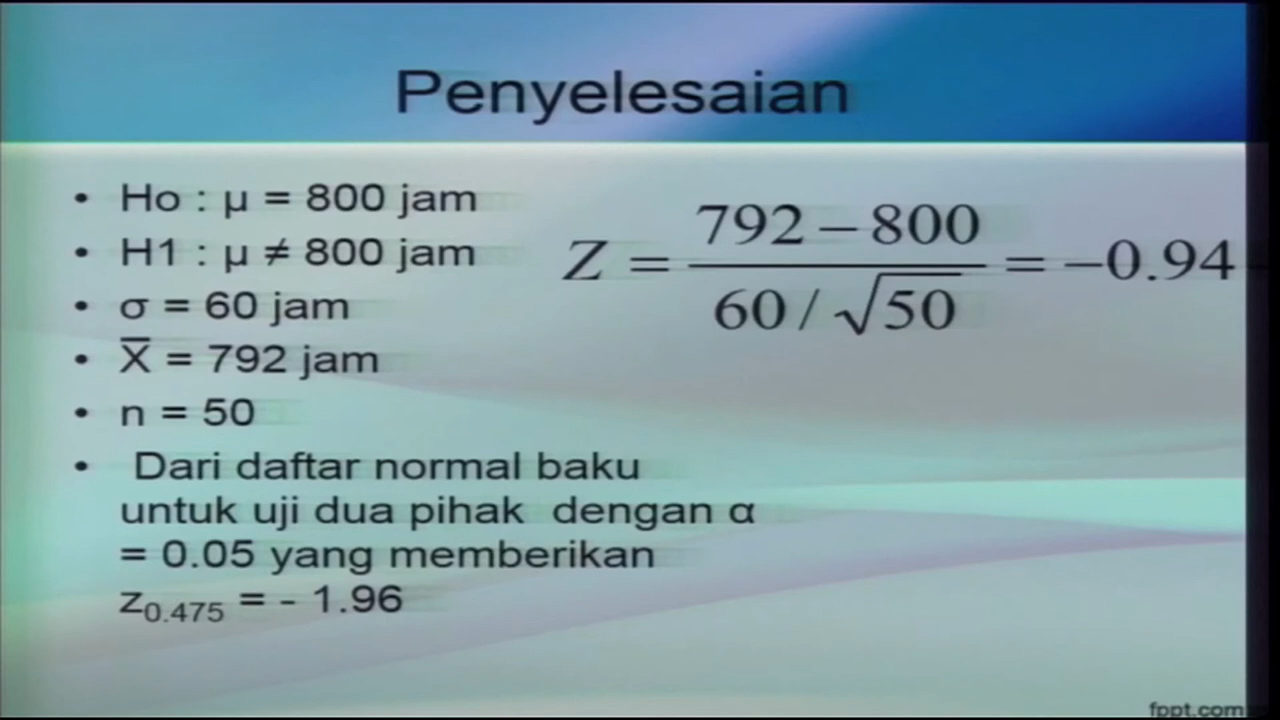 Penyelesaian
• Ho : μ = 800 jam
• H1 : μ ≠ 800 jam
• σ = 60 jam
• X̅ = 792 jam
• n = 50
• Dari daftar normal baku
untuk uji dua pihak dengan α
= 0.05 yang memberikan
z₀.₄₇₅ = - 1.96
Z = (792 – 800) / (60 / √50) = –0.94
fppt.com